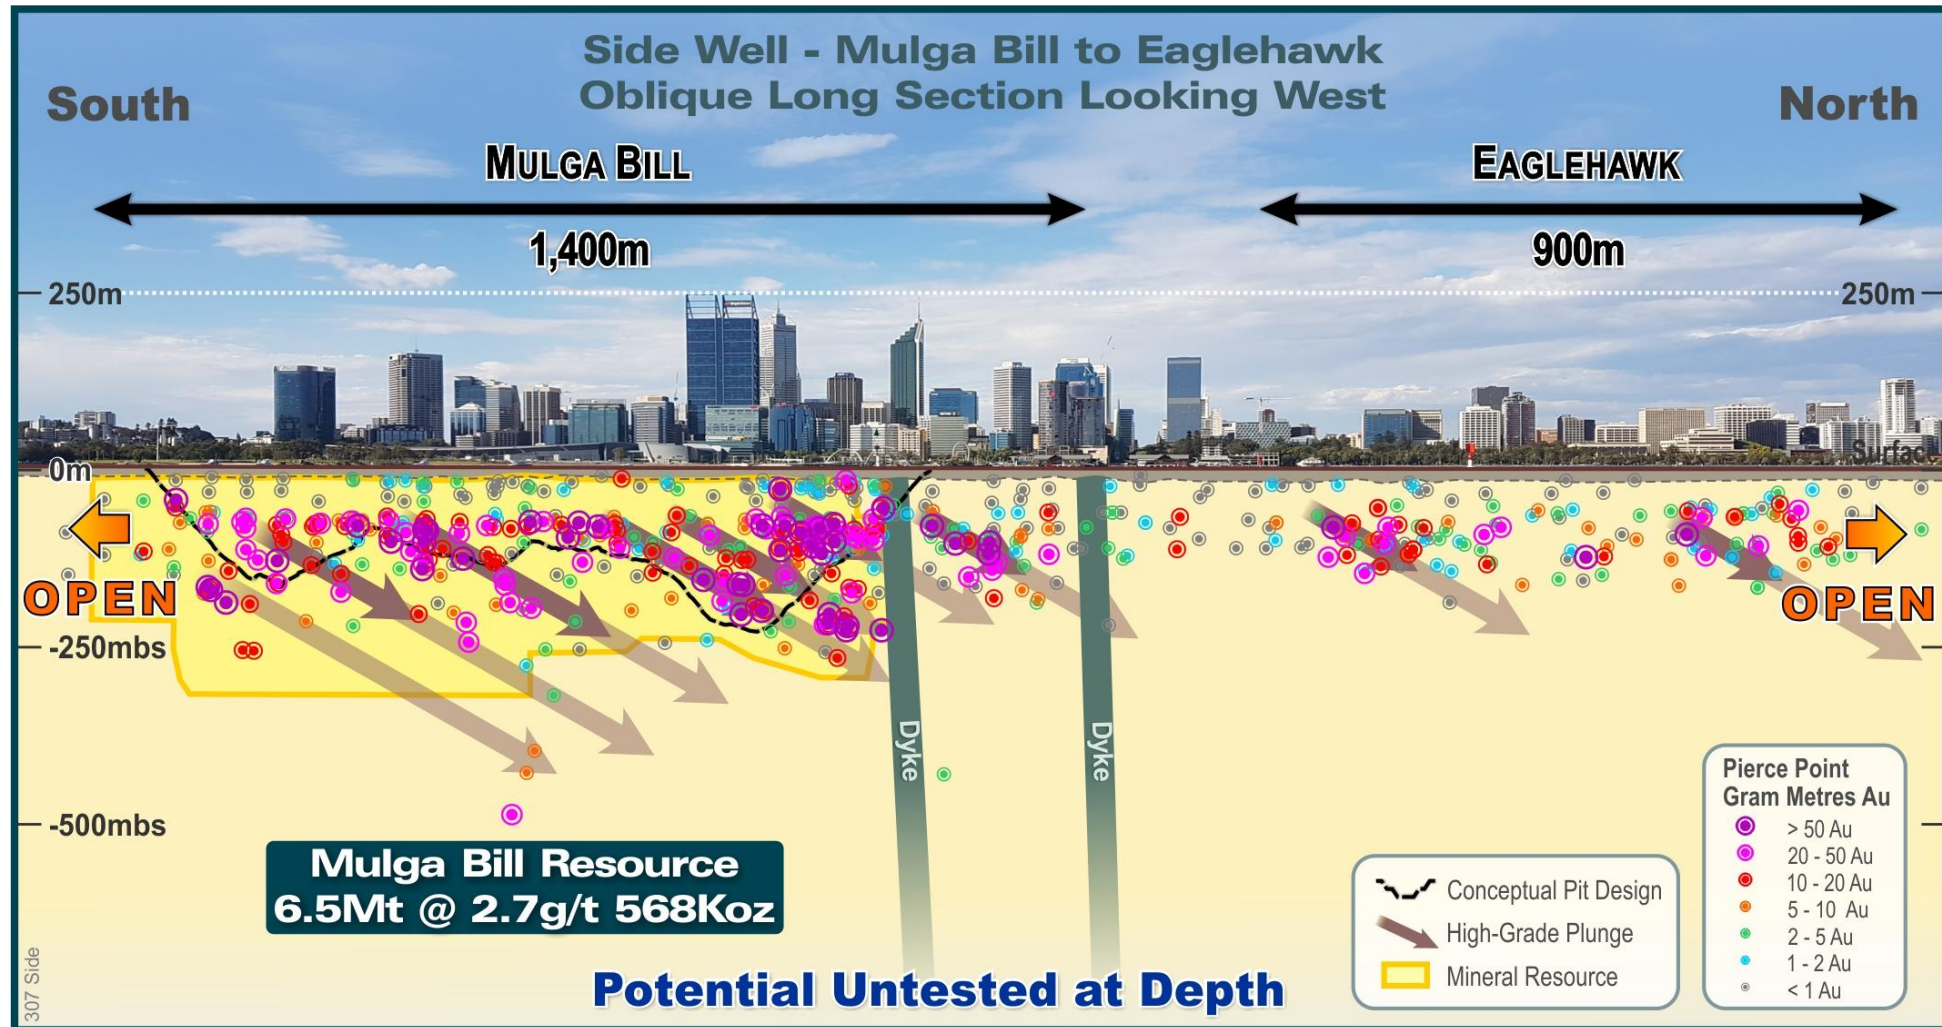 Side Well - Mulga Bill to Eaglehawk
Oblique Long Section Looking West
South
North
MULGA BILL
EAGLEHAWK
1,400m
900m
250m
250m
0m
Surface
OPEN
OPEN
-250mbs
-500mbs
Dyke
Dyke
Mulga Bill Resource
6.5Mt @ 2.7g/t 568Koz
Potential Untested at Depth
Conceptual Pit Design
High-Grade Plunge
Mineral Resource
Pierce Point
Gram Metres Au
> 50 Au
20 - 50 Au
10 - 20 Au
5 - 10 Au
2 - 5 Au
1 - 2 Au
< 1 Au
307 Side